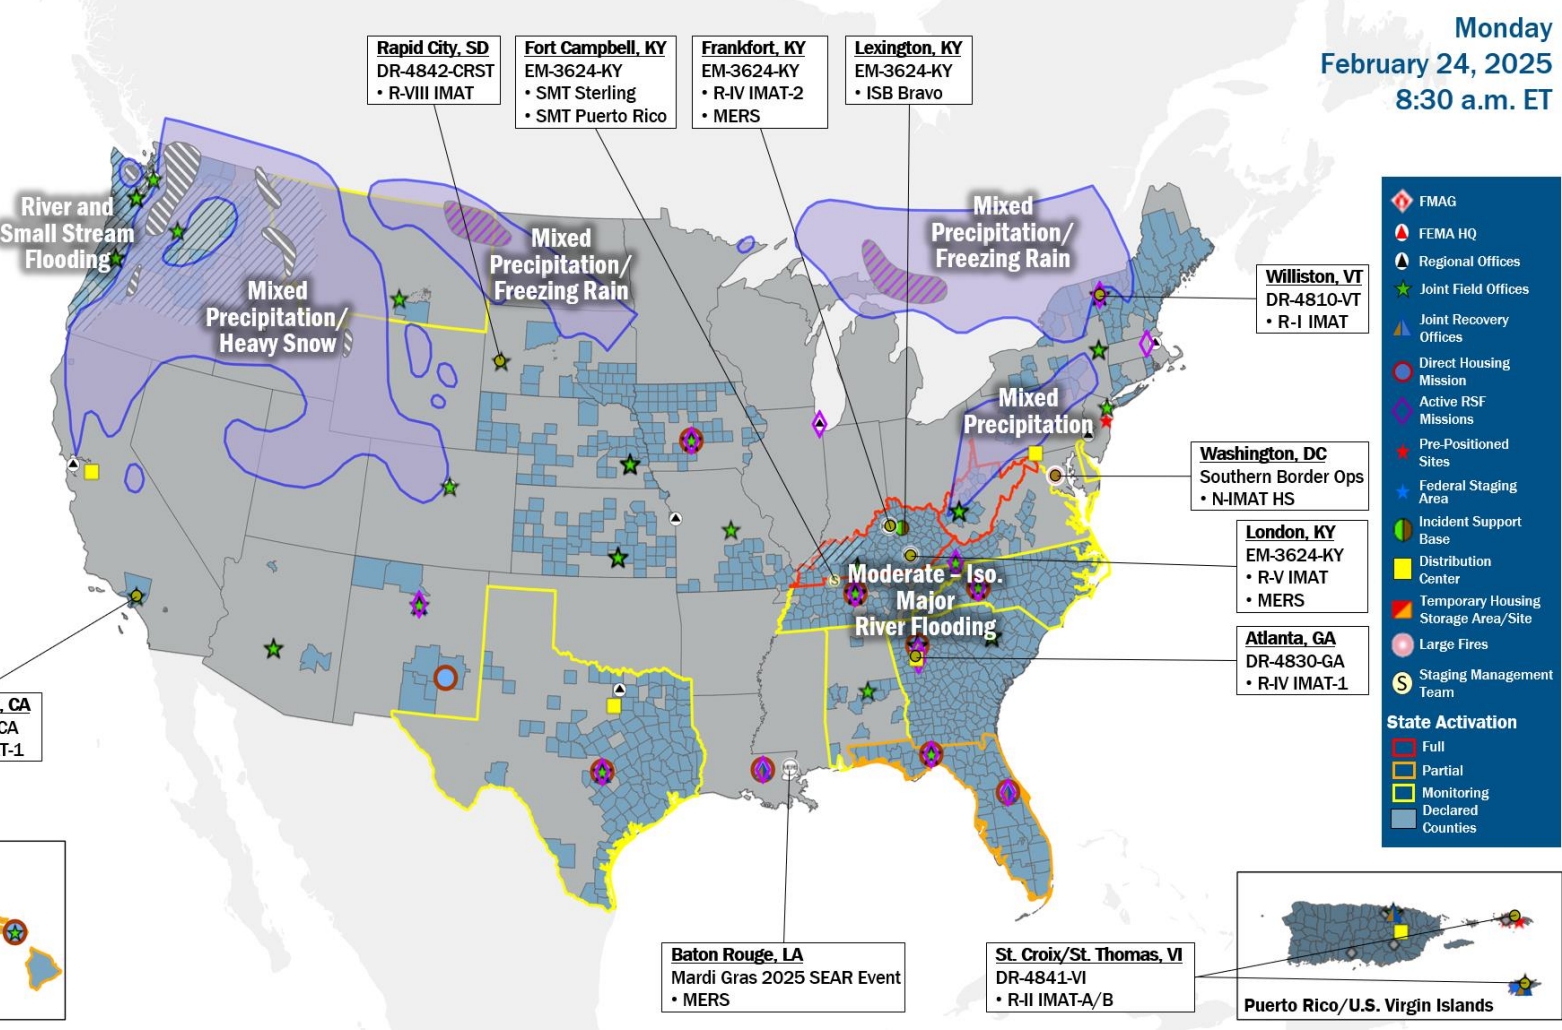 Monday
February 24, 2025
8:30 a.m. ET
Rapid City, SD
DR-4842-CRST
• R-VIII IMAT
Fort Campbell, KY
EM-3624-KY
• SMT Sterling
• SMT Puerto Rico
Frankfort, KY
EM-3624-KY
• R-IV IMAT-2
• MERS
Lexington, KY
EM-3624-KY
• ISB Bravo
River and
Small Stream
Flooding
Mixed
Precipitation/
Heavy Snow
Mixed
Precipitation/
Freezing Rain
Mixed
Precipitation/
Freezing Rain
Mixed
Precipitation
Moderate – Iso.
Major
River Flooding
Williston, VT
DR-4810-VT
• R-I IMAT
Washington, DC
Southern Border Ops
• N-IMAT HS
London, KY
EM-3624-KY
• R-V IMAT
• MERS
Atlanta, GA
DR-4830-GA
• R-IV IMAT-1
, CA
CA
T-1
S
MERS
Baton Rouge, LA
Mardi Gras 2025 SEAR Event
• MERS
St. Croix/St. Thomas, VI
DR-4841-VI
• R-II IMAT-A/B
Puerto Rico/U.S. Virgin Islands
FMAG
FEMA HQ
Regional Offices
Joint Field Offices
Joint Recovery
Offices
Direct Housing
Mission
Active RSF
Missions
Pre-Positioned
Sites
Federal Staging
Area
Incident Support
Base
Distribution
Center
Temporary Housing
Storage Area/Site
Large Fires
S
Staging Management
Team
State Activation
Full
Partial
Monitoring
Declared
Counties